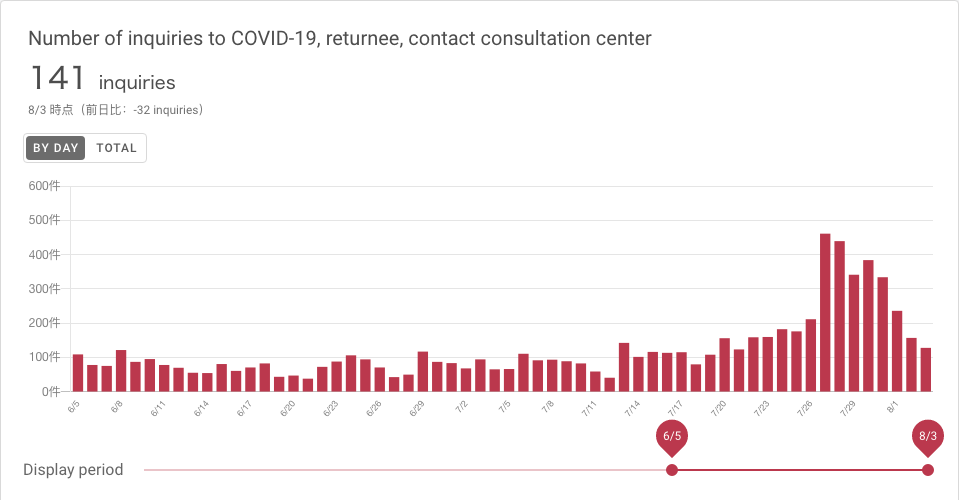 Number of inquiries to COVID-19, returnee, contact consultation center
141 inquiries
8/3 時点（前日比：-32 inquiries）
BY DAY TOTAL
600件
500件
400件
300件
200件
100件
0件
6/5 6/8 6/11 6/14 6/17 6/20 6/23 6/26 6/29 7/2 7/5 7/8 7/11 7/14 7/17 7/20 7/23 7/26 7/29 8/1
6/5 8/3
Display period